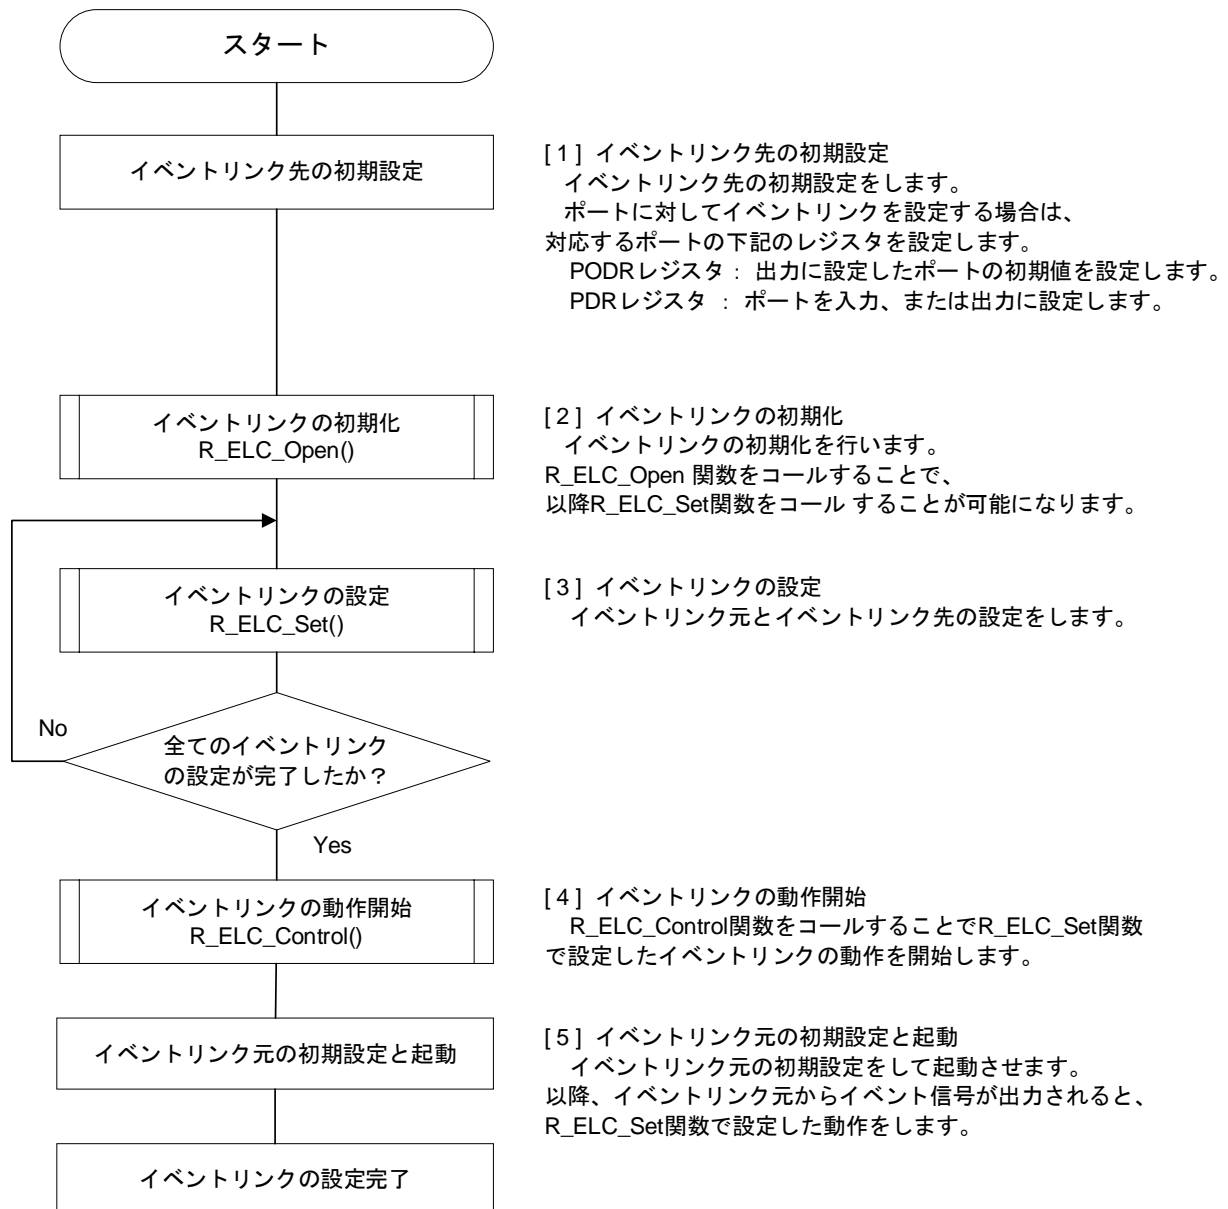 スタート
イベントリンク先の初期設定
[1] イベントリンク先の初期設定
イベントリンク先の初期設定をします。
ポートに対してイベントリンクを設定する場合は、
対応するポートの下記のレジスタを設定します。
PODRレジスタ : 出力に設定したポートの初期値を設定します。
PDRレジスタ : ポートを入力、または出力に設定します。
イベントリンクの初期化
R_ELC_Open()
[2] イベントリンクの初期化
イベントリンクの初期化を行います。
R_ELC_Open 関数をコールすることで、
以降R_ELC_Set関数をコール することが可能になります。
イベントリンクの設定
R_ELC_Set()
[3] イベントリンクの設定
イベントリンク元とイベントリンク先の設定をします。
No
全てのイベントリンク
の設定が完了したか？
Yes
イベントリンクの動作開始
R_ELC_Control()
[4] イベントリンクの動作開始
R_ELC_Control関数をコールすることでR_ELC_Set関数
で設定したイベントリンクの動作を開始します。
イベントリンク元の初期設定と起動
[5] イベントリンク元の初期設定と起動
イベントリンク元の初期設定をして起動させます。
以降、イベントリンク元からイベント信号が出力されると、
R_ELC_Set関数で設定した動作をします。
イベントリンクの設定完了